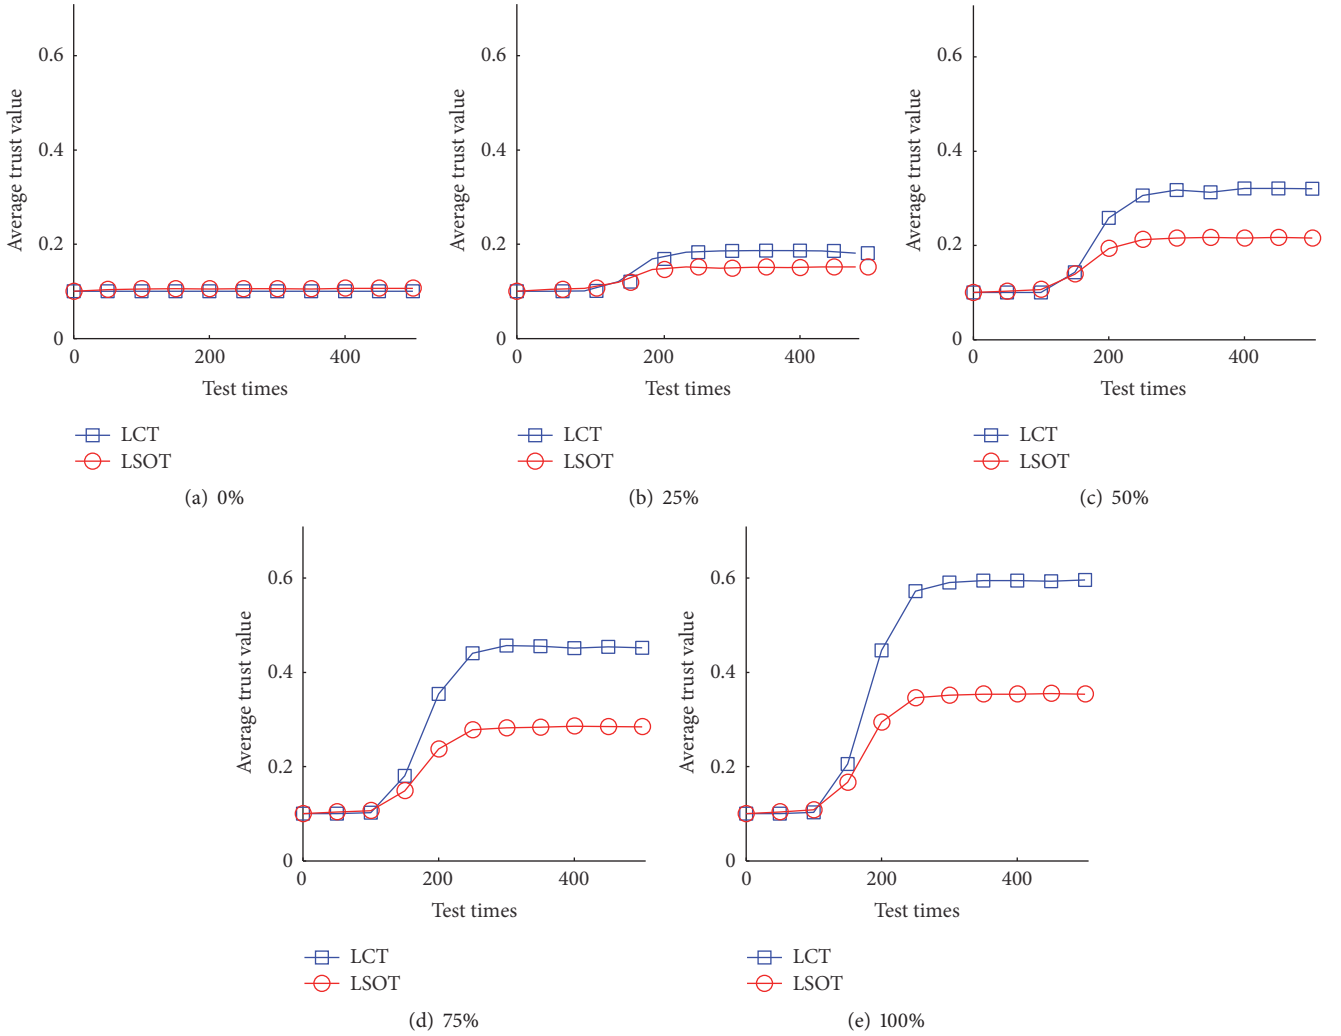 Average trust value
0.6
0.4
0.2
0
0
200
400
Test times
LCT
LSOT
(a) 0%
Average trust value
0.6
0.4
0.2
0
0
200
400
Test times
LCT
LSOT
(b) 25%
Average trust value
0.6
0.4
0.2
0
0
200
400
Test times
LCT
LSOT
(c) 50%
Average trust value
0.6
0.4
0.2
0
0
200
400
Test times
LCT
LSOT
(d) 75%
Average trust value
0.6
0.4
0.2
0
0
200
400
Test times
LCT
LSOT
(e) 100%